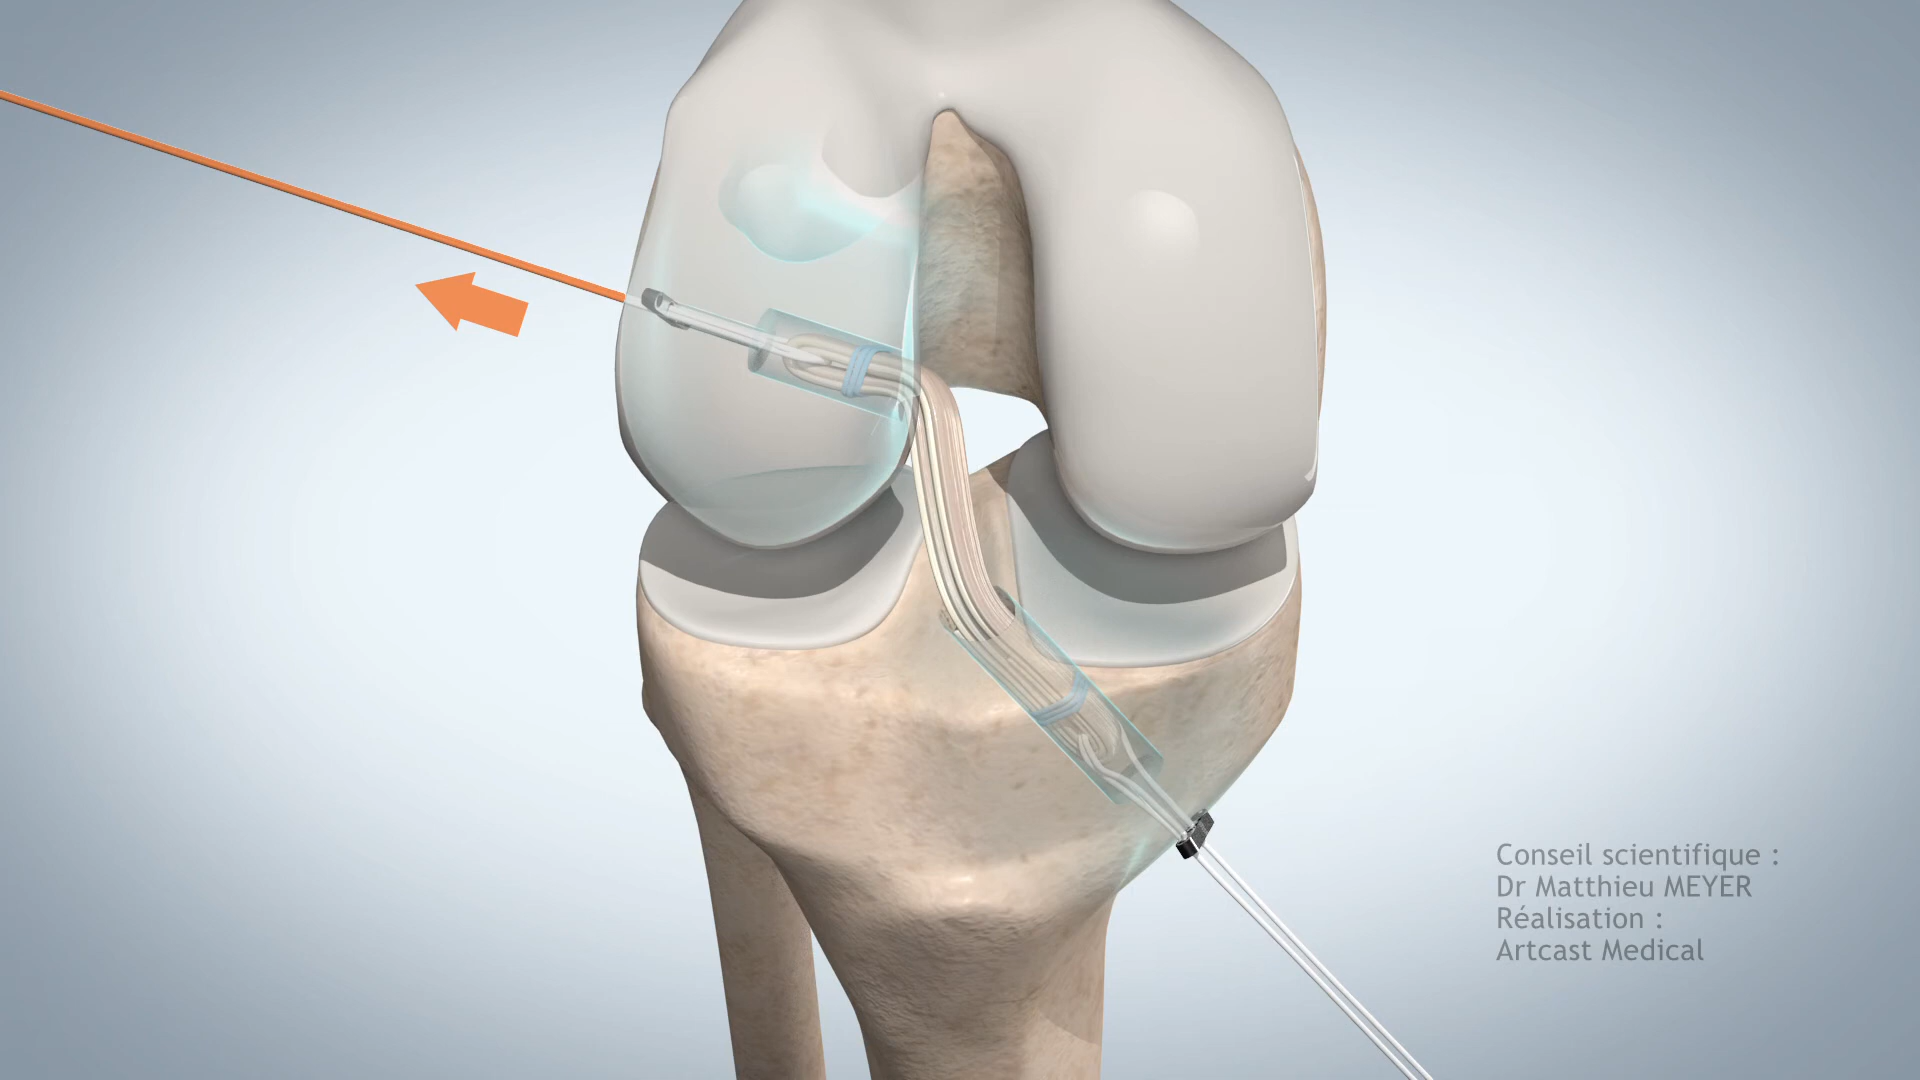 Conseil scientifique :
Dr Matthieu MEYER
Réalisation :
Artcast Medical